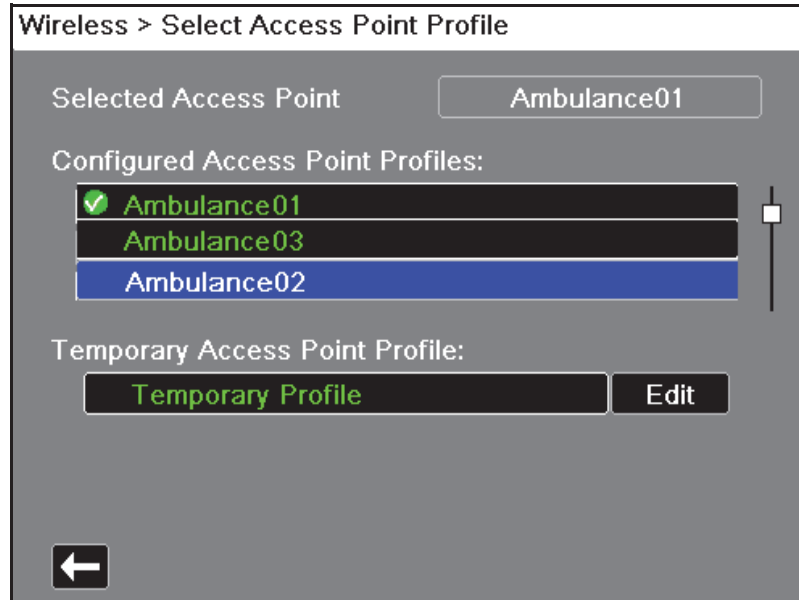 Wireless > Select Access Point Profile
Selected Access Point Ambulance01
Configured Access Point Profiles:
Ambulance01
Ambulance03
Ambulance02
Temporary Access Point Profile:
Temporary Profile Edit